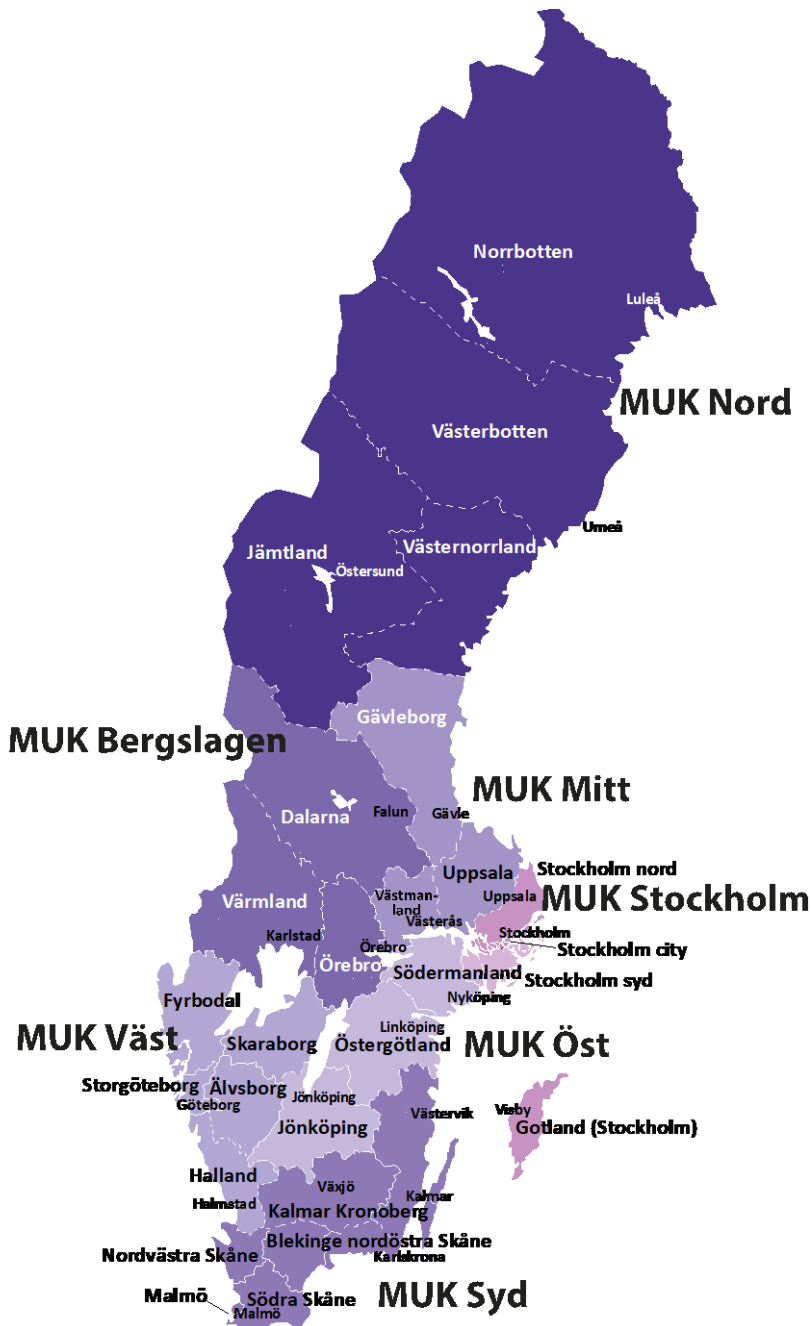 Norrbotten
Luleå
MUK Nord
Västerbotten
Umeå
Jämtland
Västernorrland
Östersund
Gävleborg
MUK Bergslagen
MUK Mitt
Dalarna
Falun
Gävle
Uppsala
Stockholm nord
Värmland
Västman-
land
Uppsala
MUK Stockholm
Västerås
Karlstad
Örebro
Stockholm
Stockholm city
Örebro
Södermanland
Stockholm syd
Fyrbodal
Nyköping
MUK Väst
Skaraborg
Linköping
Östergötland
MUK Öst
Storgöteborg
Älvsborg
Göteborg
Jönköping
Jönköping
Västervik
Visby
Gotland (Stockholm)
Halland
Växjö
Halmstad
Kalmar
Kalmar Kronoberg
Blekinge nordöstra Skåne
Nordvästra Skåne
Karlskrona
Malmö
Södra Skåne
MUK Syd
Malmö